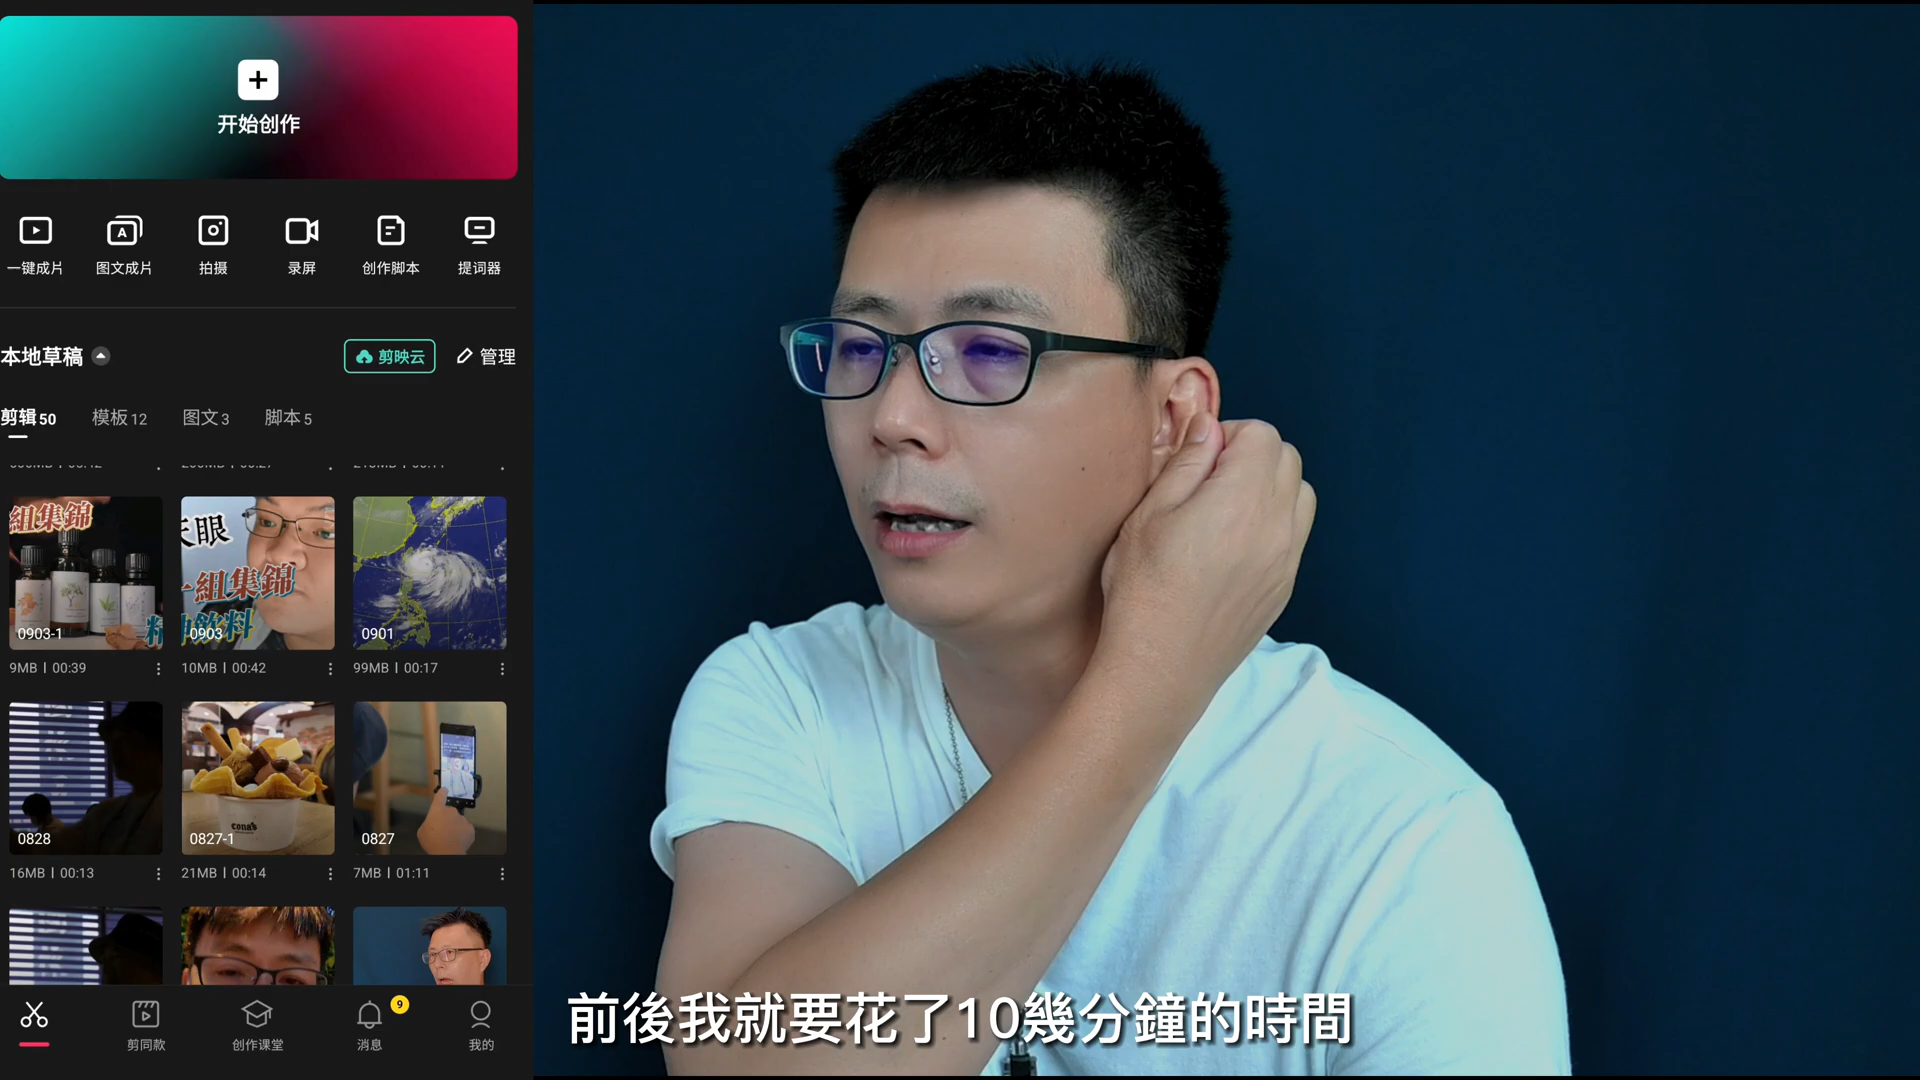 开始创作
一键成片
图文成片
拍摄
录屏
创作脚本
提词器
本地草稿
剪映云
管理
剪辑 50
模板 12
图文 3
脚本 5
組集錦
0903-1
9MB | 00:39
天眼
一組集錦
飲料
0903
10MB | 00:42
0901
99MB | 00:17
0828
16MB | 00:13
cona's
0827-1
21MB | 00:14
0827
7MB | 01:11
剪同款
创作课堂
9
消息
我的
前後我就要花了10幾分鐘的時間